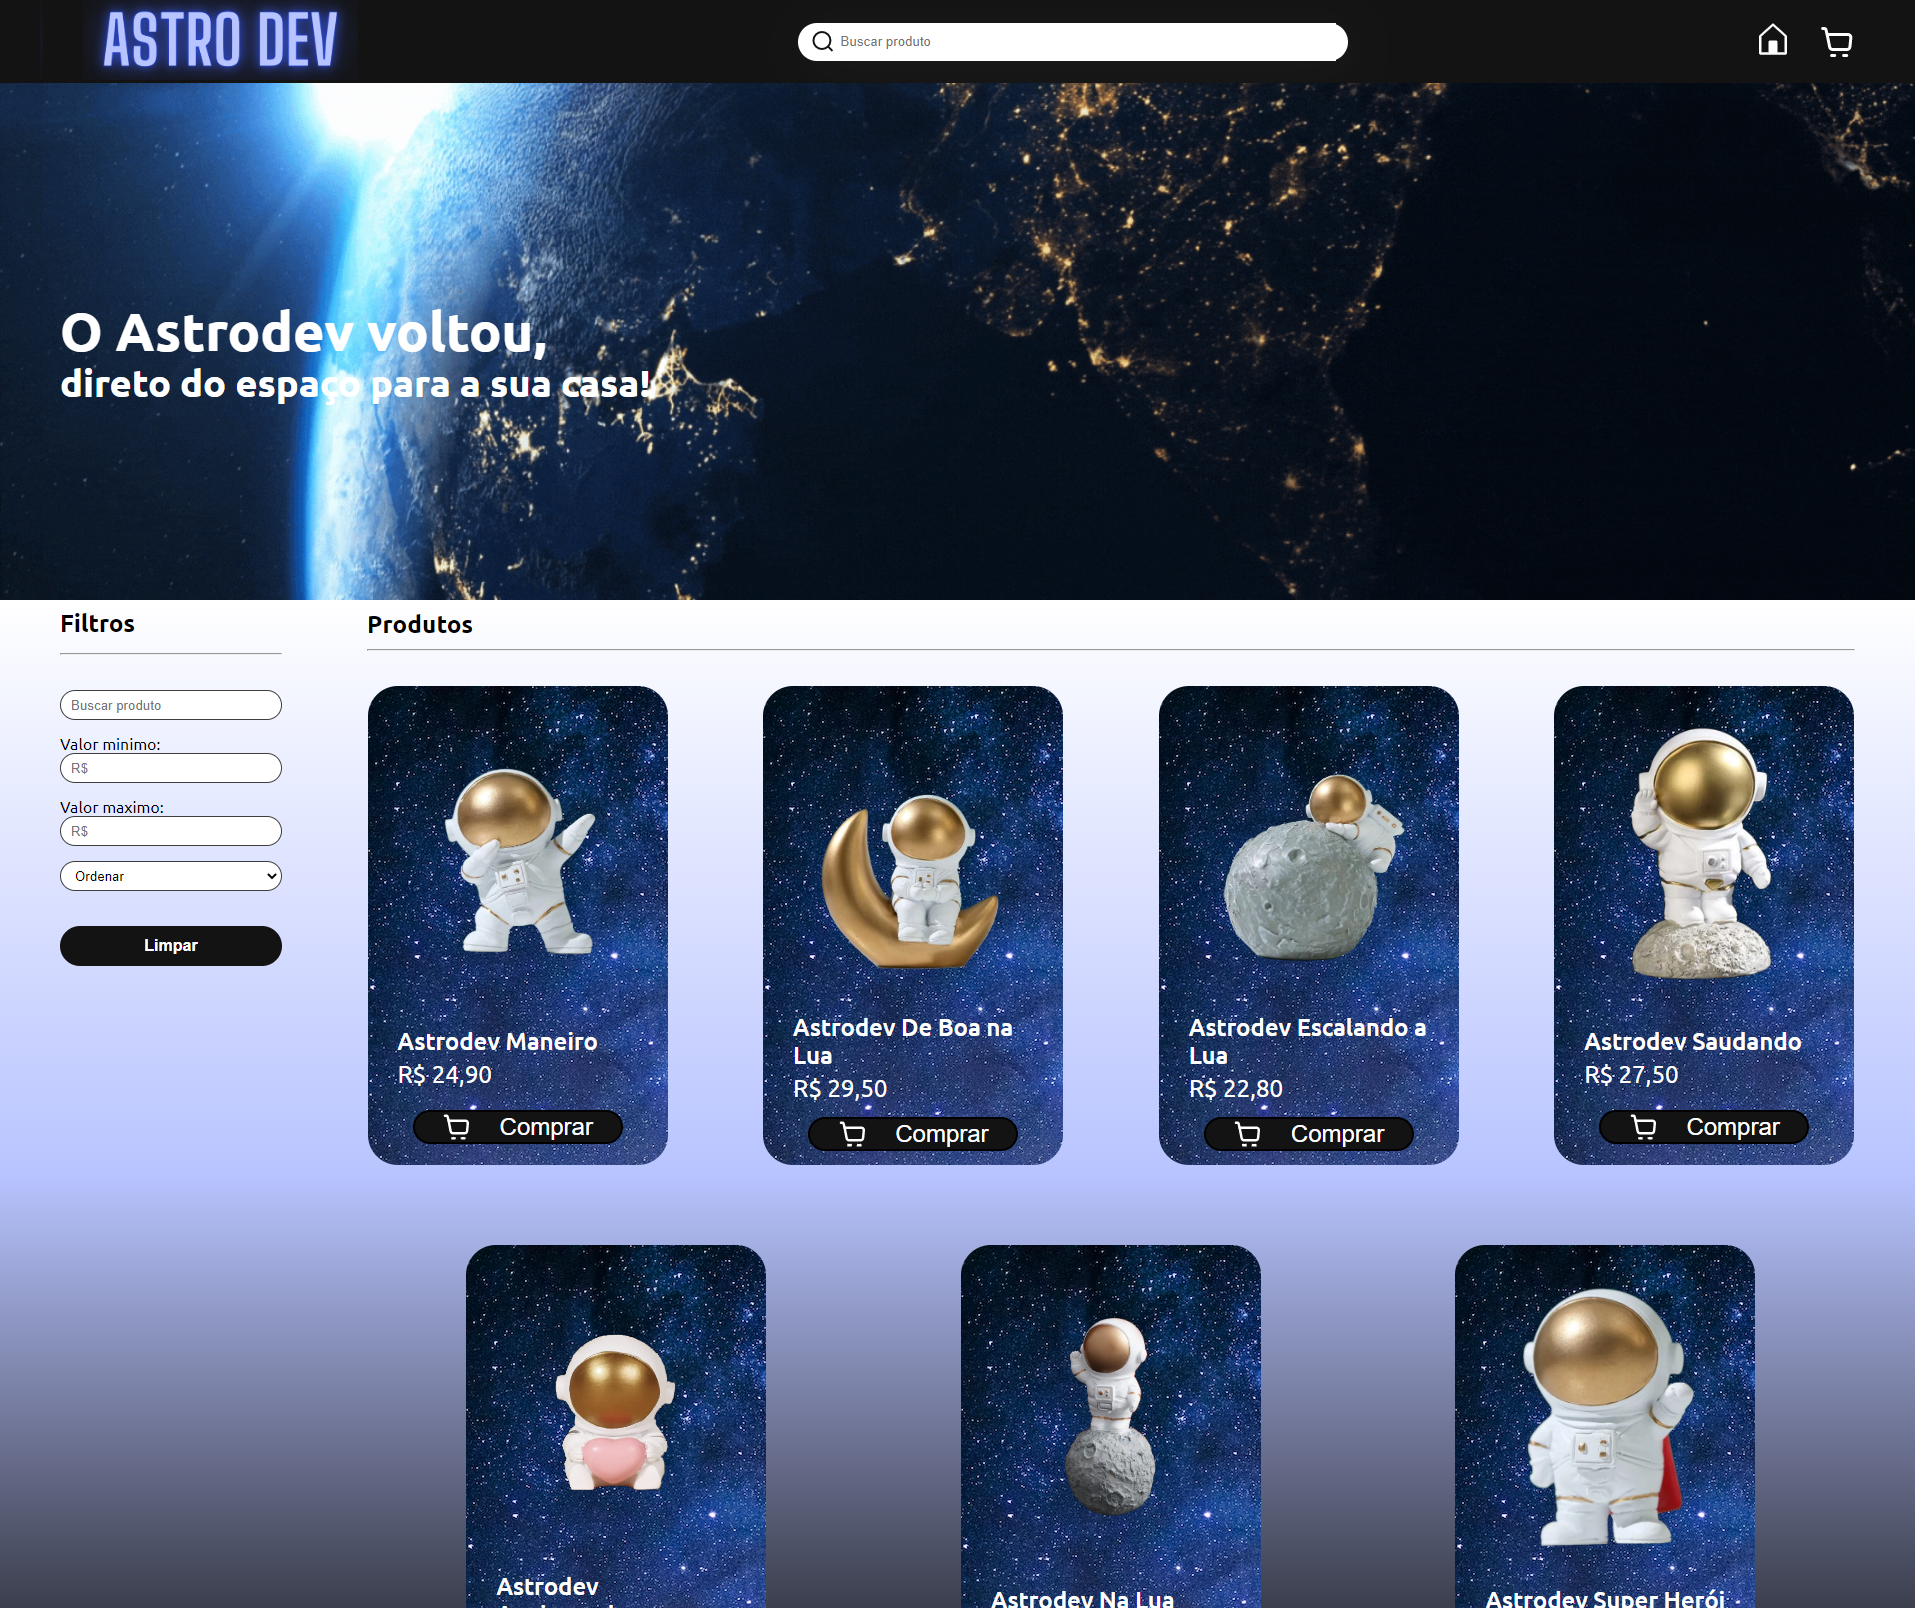 ASTRO DEV
Buscar produto
O Astrodev voltou,
direto do espaço para a sua casa!
Filtros
Buscar produto
Valor minimo:
R$
Valor maximo:
R$
Ordenar
Limpar
Produtos
Astrodev Maneiro
R$ 24,90
Comprar
Astrodev De Boa na
Lua
R$ 29,50
Comprar
Astrodev Escalando a
Lua
R$ 22,80
Comprar
Astrodev Saudando
R$ 27,50
Comprar
Astrodev
Astrodev Na Lua
Astrodev Super Herói